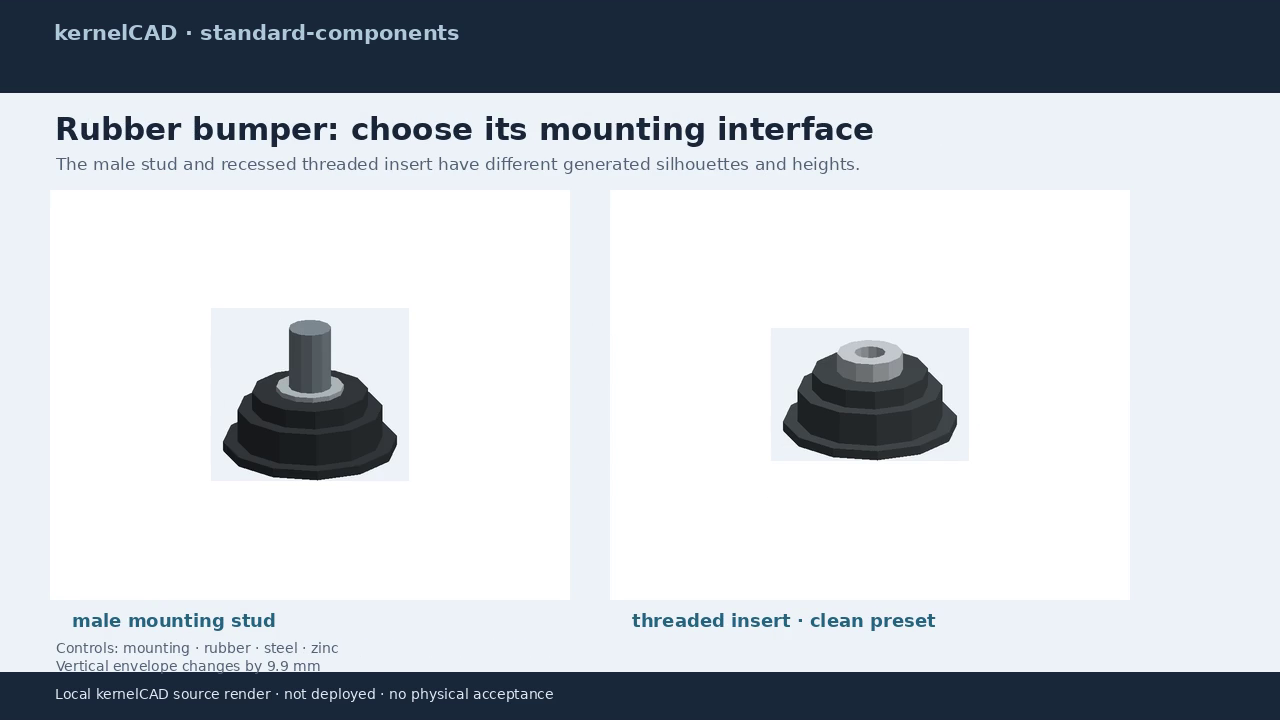 kernelCAD · standard-components
Rubber bumper: choose its mounting interface
The male stud and recessed threaded insert have different generated silhouettes and heights.
male mounting stud
threaded insert · clean preset
Controls: mounting · rubber · steel · zinc
Vertical envelope changes by 9.9 mm
Local kernelCAD source render · not deployed · no physical acceptance